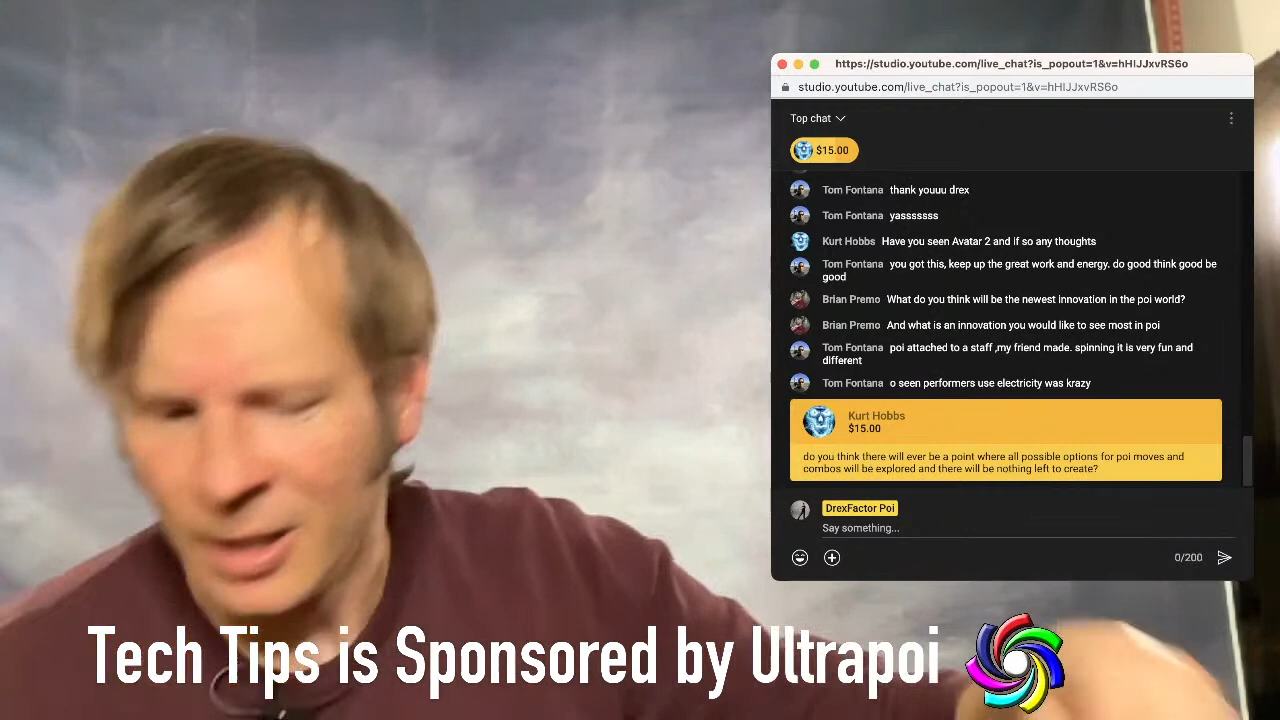 https://studio.youtube.com/live_chat?is_popout=1&v=hHIJJxvRS6o
studio.youtube.com/live_chat?is_popout=1&v=hHIJJxvRS6o
Top chat
$15.00
Tom Fontana thank youuu drex
Tom Fontana yasssssss
Kurt Hobbs Have you seen Avatar 2 and if so any thoughts
Tom Fontana you got this, keep up the great work and energy. do good think good be
good
Brian Premo What do you think will be the newest innovation in the poi world?
Brian Premo And what is an innovation you would like to see most in poi
Tom Fontana poi attached to a staff ,my friend made. spinning it is very fun and
different
Tom Fontana o seen performers use electricity was krazy
Kurt Hobbs
$15.00
do you think there will ever be a point where all possible options for poi moves and
combos will be explored and there will be nothing left to create?
DrexFactor Poi
Say something...
0/200
Tech Tips is Sponsored by Ultrapoi